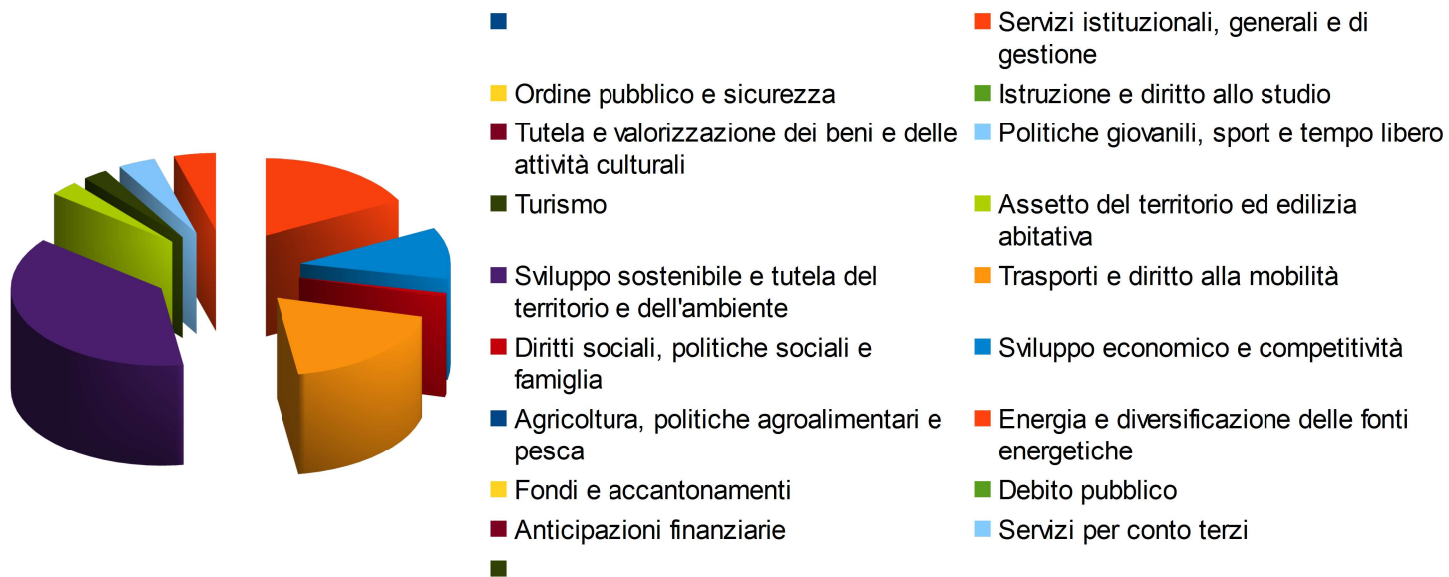 Servizi istituzionali, generali e di
gestione
Ordine pubblico e sicurezza
Istruzione e diritto allo studio
Tutela e valorizzazione dei beni e delle
attività culturali
Politiche giovanili, sport e tempo libero
Turismo
Assetto del territorio ed edilizia
abitativa
Sviluppo sostenibile e tutela del
territorio e dell'ambiente
Trasporti e diritto alla mobilità
Diritti sociali, politiche sociali e
famiglia
Sviluppo economico e competitività
Agricoltura, politiche agroalimentari e
pesca
Energia e diversificazione delle fonti
energetiche
Fondi e accantonamenti
Debito pubblico
Anticipazioni finanziarie
Servizi per conto terzi